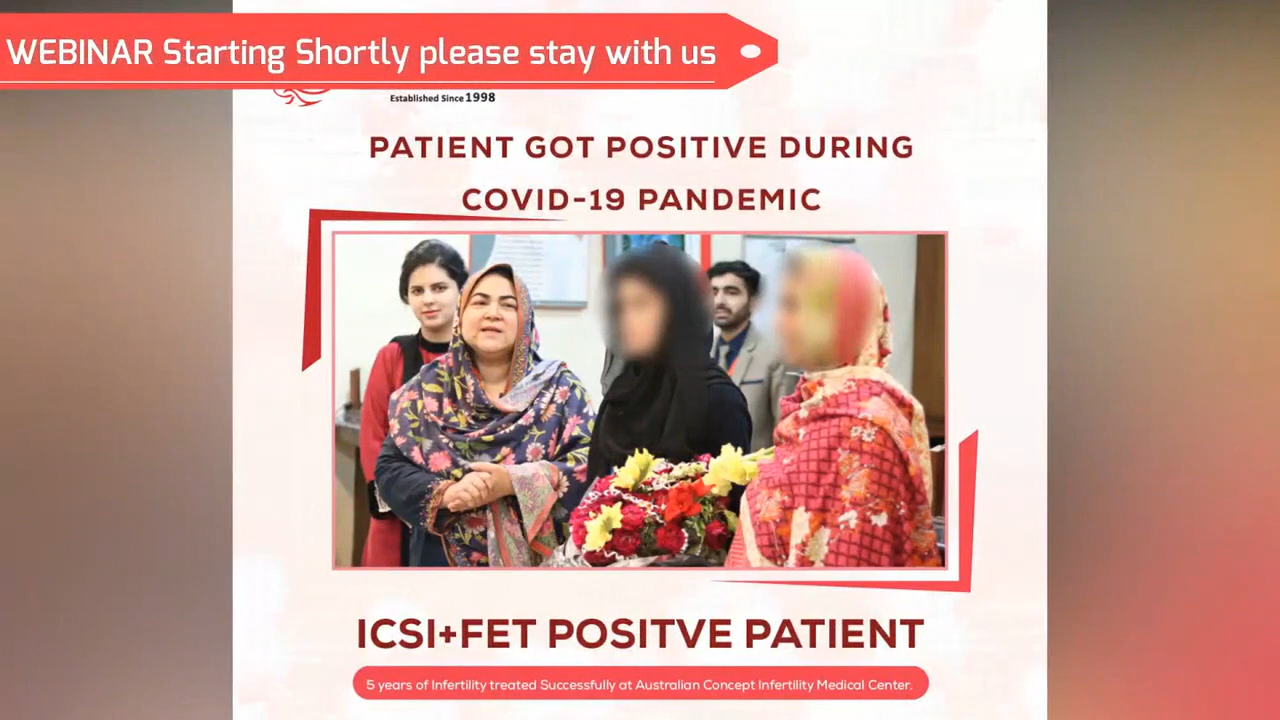 WEBINAR Starting Shortly please stay with us
Established Since 1998
PATIENT GOT POSITIVE DURING
COVID-19 PANDEMIC
ICSI+FET POSITVE PATIENT
5 years of Infertility treated Successfully at Australian Concept Infertility Medical Center.